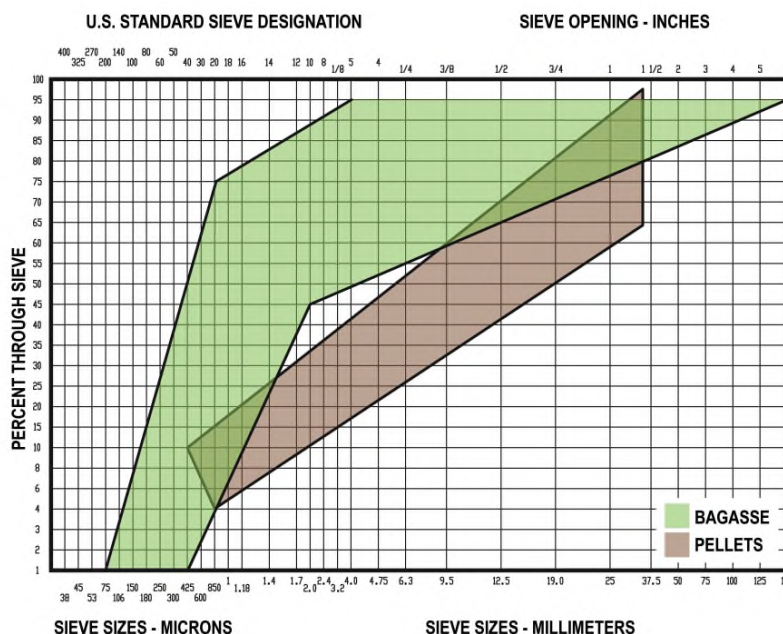 U.S. STANDARD SIEVE DESIGNATION SIEVE OPENING - INCHES
400 270 140 80 50
325 200 100 60 40 30 20 18 16 14 12 10 8 1/8 5 4 1/4 3/8 1/2 3/4 1 1 1/2 2 3 4 5
PERCENT THROUGH SIEVE
100
95
90
85
80
75
70
65
60
55
50
45
40
35
30
25
20
15
10
8
6
4
3
2
1
BAGASSE
PELLETS
45 75 150 250 425 850 1 1.4 1.7 2.4 4.0 4.75 6.3 9.5 12.5 19.0 25 37.5 50 75 100 125
38 53 106 180 300 600 1.18 2.0 3.2
SIEVE SIZES - MICRONS SIEVE SIZES - MILLIMETERS